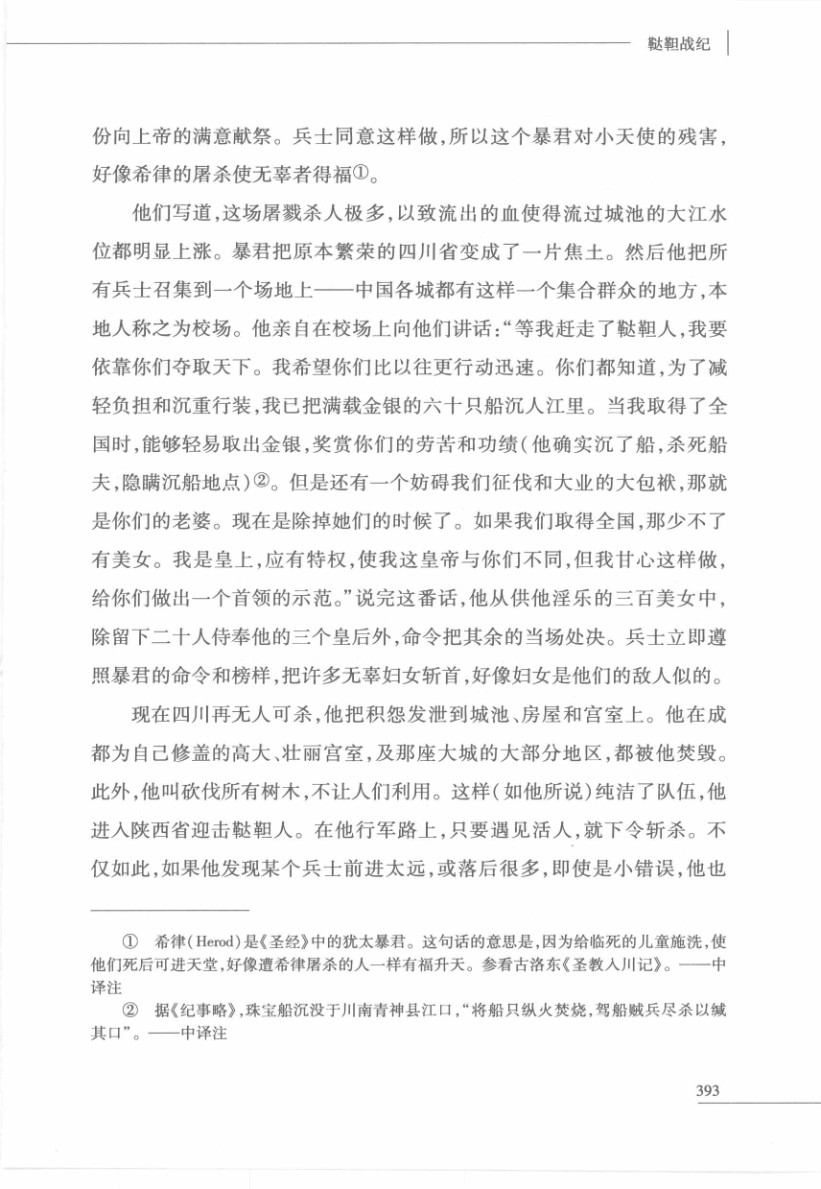 鞑靼战纪
份向上帝的满意献祭。兵士同意这样做,所以这个暴君对小天使的残害,
好像希律的屠杀使无辜者得福①。
他们写道,这场屠戮杀人极多,以致流出的血使得流过城池的大江水
位都明显上涨。暴君把原本繁荣的四川省变成了一片焦土。然后他把所
有兵士召集到一个场地上——中国各城都有这样一个集合群众的地方,本
地人称之为校场。他亲自在校场上向他们讲话:“等我赶走了鞑靼人,我要
依靠你们夺取天下。我希望你们比以往更行动迅速。你们都知道,为了减
轻负担和沉重行装,我已把满载金银的六十只船沉人江里。当我取得了全
国时,能够轻易取出金银,奖赏你们的劳苦和功绩(他确实沉了船,杀死船
夫,隐瞒沉船地点)②。但是还有一个妨碍我们征伐和大业的大包袱,那就
是你们的老婆。现在是除掉她们的时候了。如果我们取得全国,那少不了
有美女。我是皇上,应有特权,使我这皇帝与你们不同,但我甘心这样做,
给你们做出一个首领的示范。”说完这番话,他从供他淫乐的三百美女中,
除留下二十人侍奉他的三个皇后外,命令把其余的当场处决。兵士立即遵
照暴君的命令和榜样,把许多无辜妇女斩首,好像妇女是他们的敌人似的。
现在四川再无人可杀,他把积怨发泄到城池、房屋和宫室上。他在成
都为自己修盖的高大、壮丽宫室,及那座大城的大部分地区,都被他焚毁。
此外,他叫砍伐所有树木,不让人们利用。这样(如他所说)纯洁了队伍,他
进入陕西省迎击鞑靼人。在他行军路上,只要遇见活人,就下令斩杀。不
仅如此,如果他发现某个兵士前进太远,或落后很多,即使是小错误,他也
① 希律(Herod)是《圣经》中的犹太暴君。这句话的意思是,因为给临死的儿童施洗,使
他们死后可进天堂,好像遭希律屠杀的人一样有福升天。参看古洛东《圣教入川记》。——中
译注
② 据《纪事略》,珠宝船沉没于川南青神县江口,“将船只纵火焚烧,驾船贼兵尽杀以缄
其口”。——中译注
393